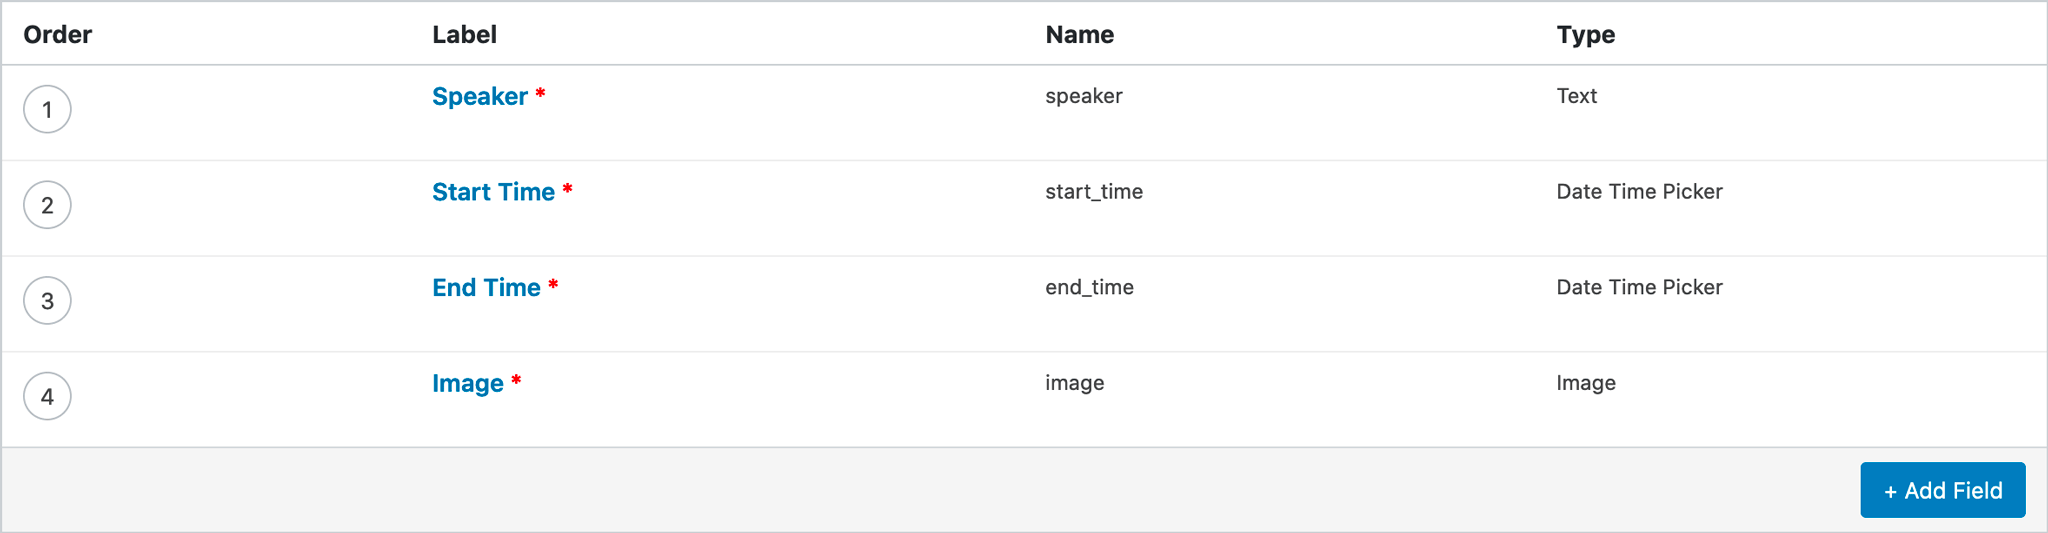 Order Label Name Type
1 Speaker * speaker Text
2 Start Time * start_time Date Time Picker
3 End Time * end_time Date Time Picker
4 Image * image Image
+ Add Field